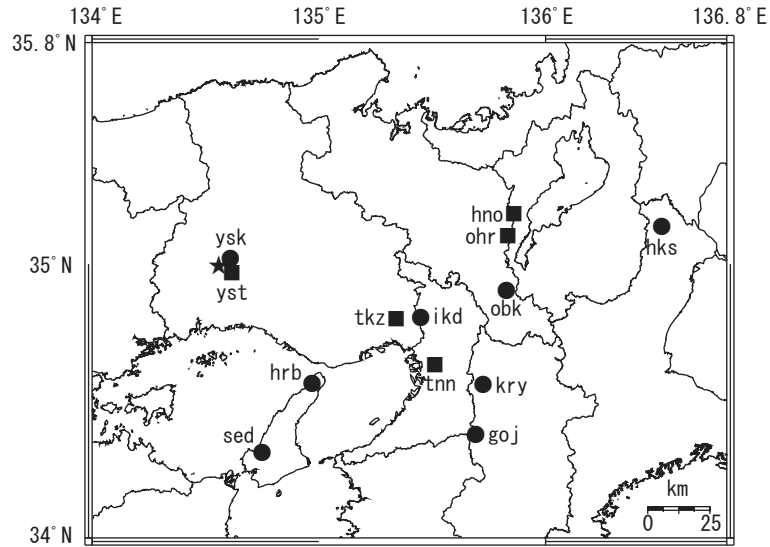 134°E 135°E 136°E 136.8°E
35.8°N
hno
ohr
ysk
hks
35°N
yst
obk
tkz ikd
hrb
tnn kry
sed goj
km
0 25
34°N